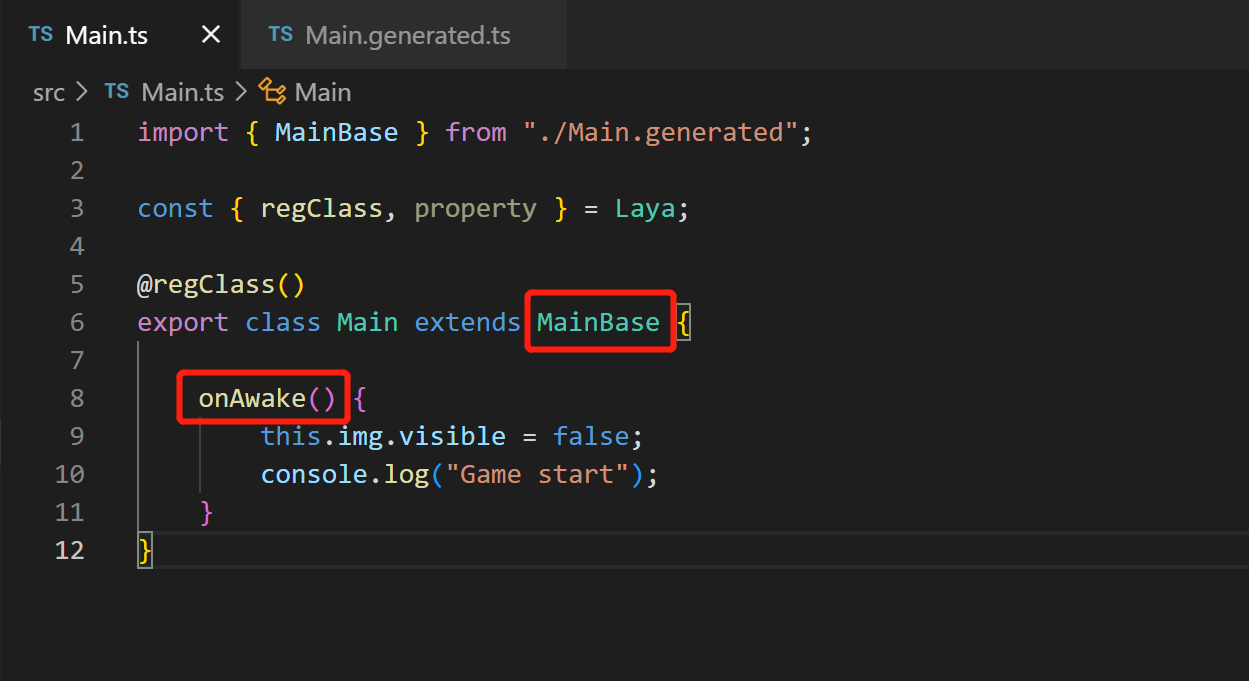 TS Main.ts × TS Main.generated.ts
src > TS Main.ts > Main
1 import { MainBase } from "./Main.generated";
2
3 const { regClass, property } = Laya;
4
5 @regClass()
6 export class Main extends MainBase {
7
8     onAwake() {
9         this.img.visible = false;
10         console.log("Game start");
11     }
12 }